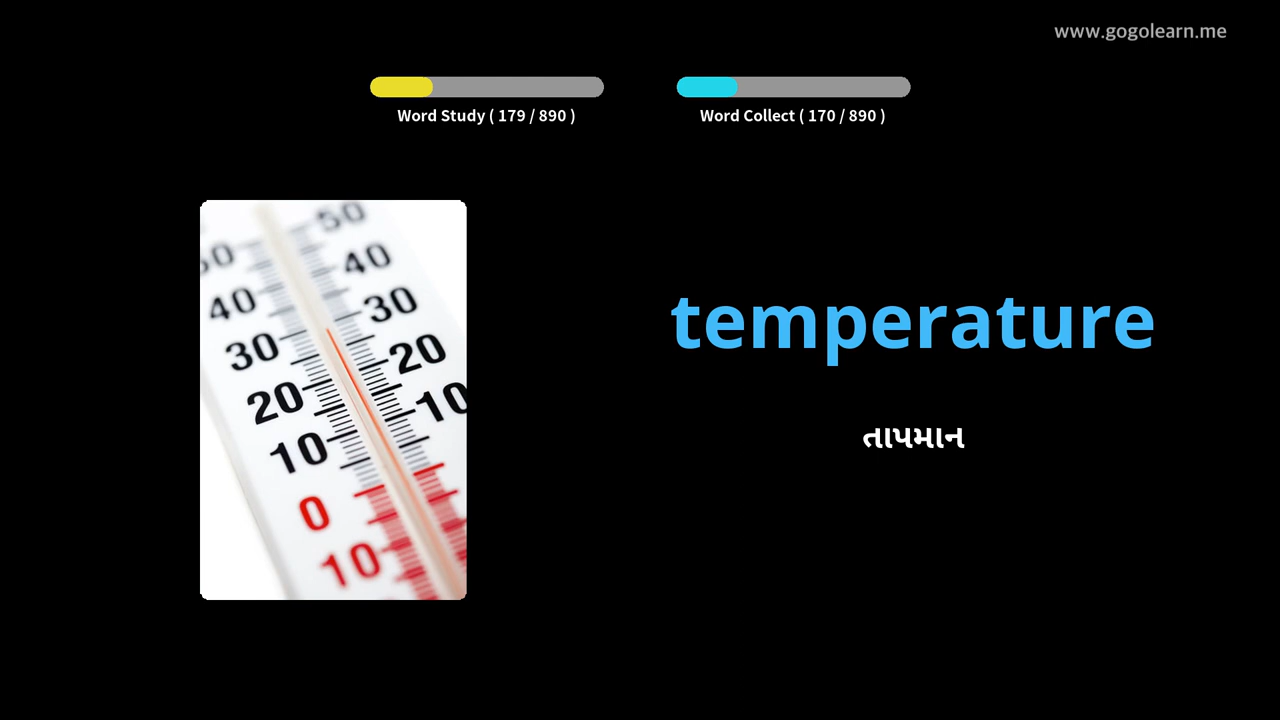 www.gogolearn.me
Word Study ( 179 / 890 )
Word Collect ( 170 / 890 )
50
50
40
40
30
30
20
20
10
10
0
10
temperature
તાપમાન